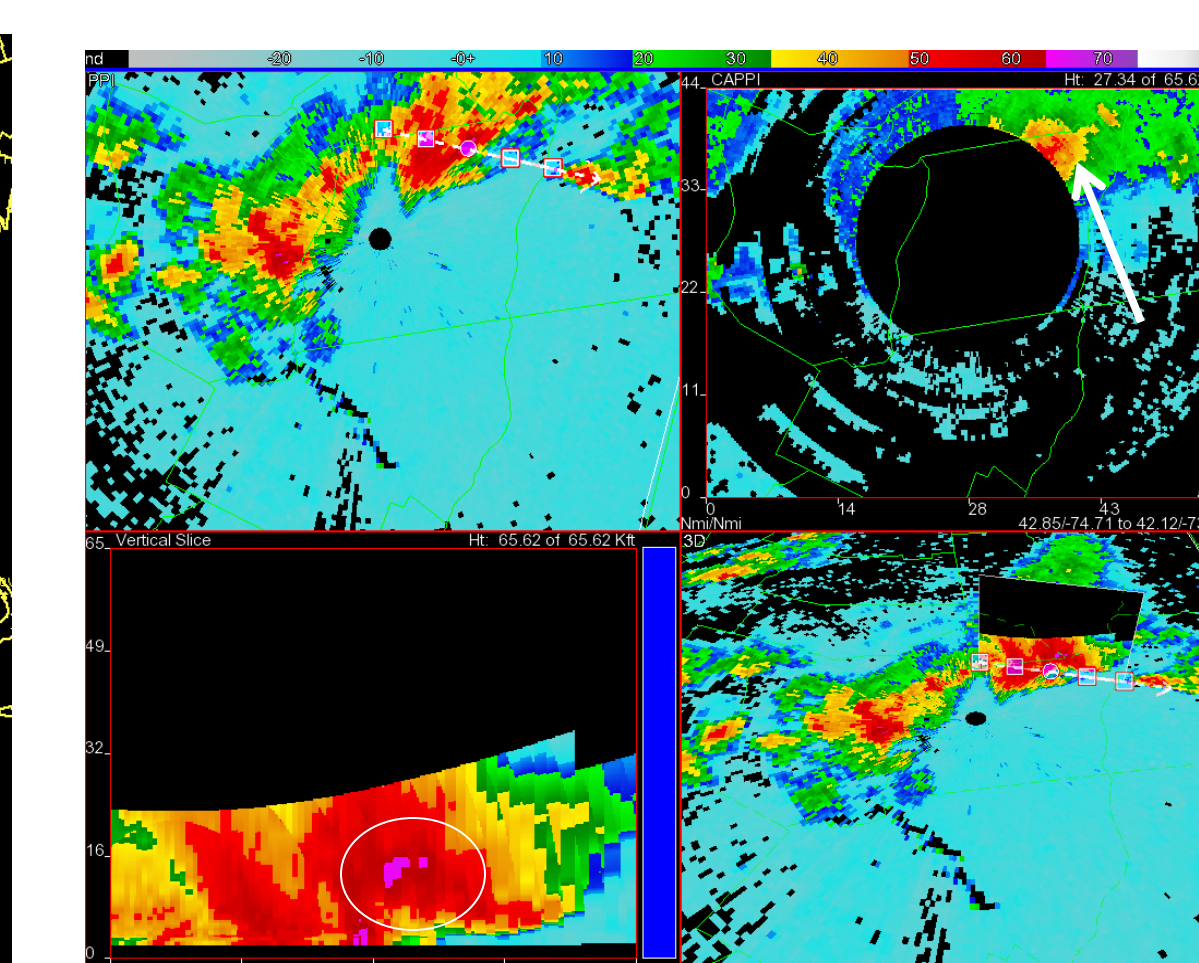 nd -20 -10 -0+ 10 20 30 40 50 60 70
PPI
44 CAPPI Ht: 27.34 of 65.6
33
22
11
0
0 14 28 43
Nmi/Nmi 42.85/-74.71 to 42.12/-73
65 Vertical Slice Ht: 65.62 of 65.62 Kft
49
32
16
0
3D